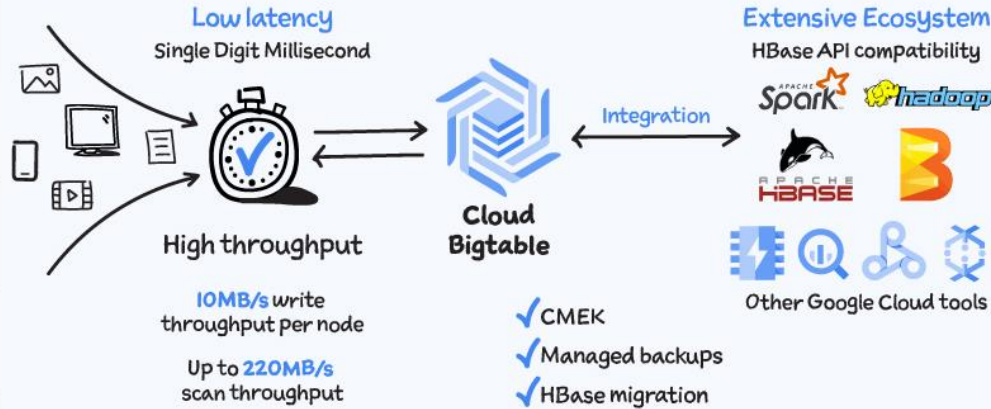 Low latency
Single Digit Millisecond
High throughput
10MB/s write
throughput per node
Up to 220MB/s
scan throughput
Cloud
Bigtable
CMEK
Managed backups
HBase migration
Integration
Extensive Ecosystem
HBase API compatibility
APACHE
Spark
hadoop
APACHE
HBASE
Other Google Cloud tools